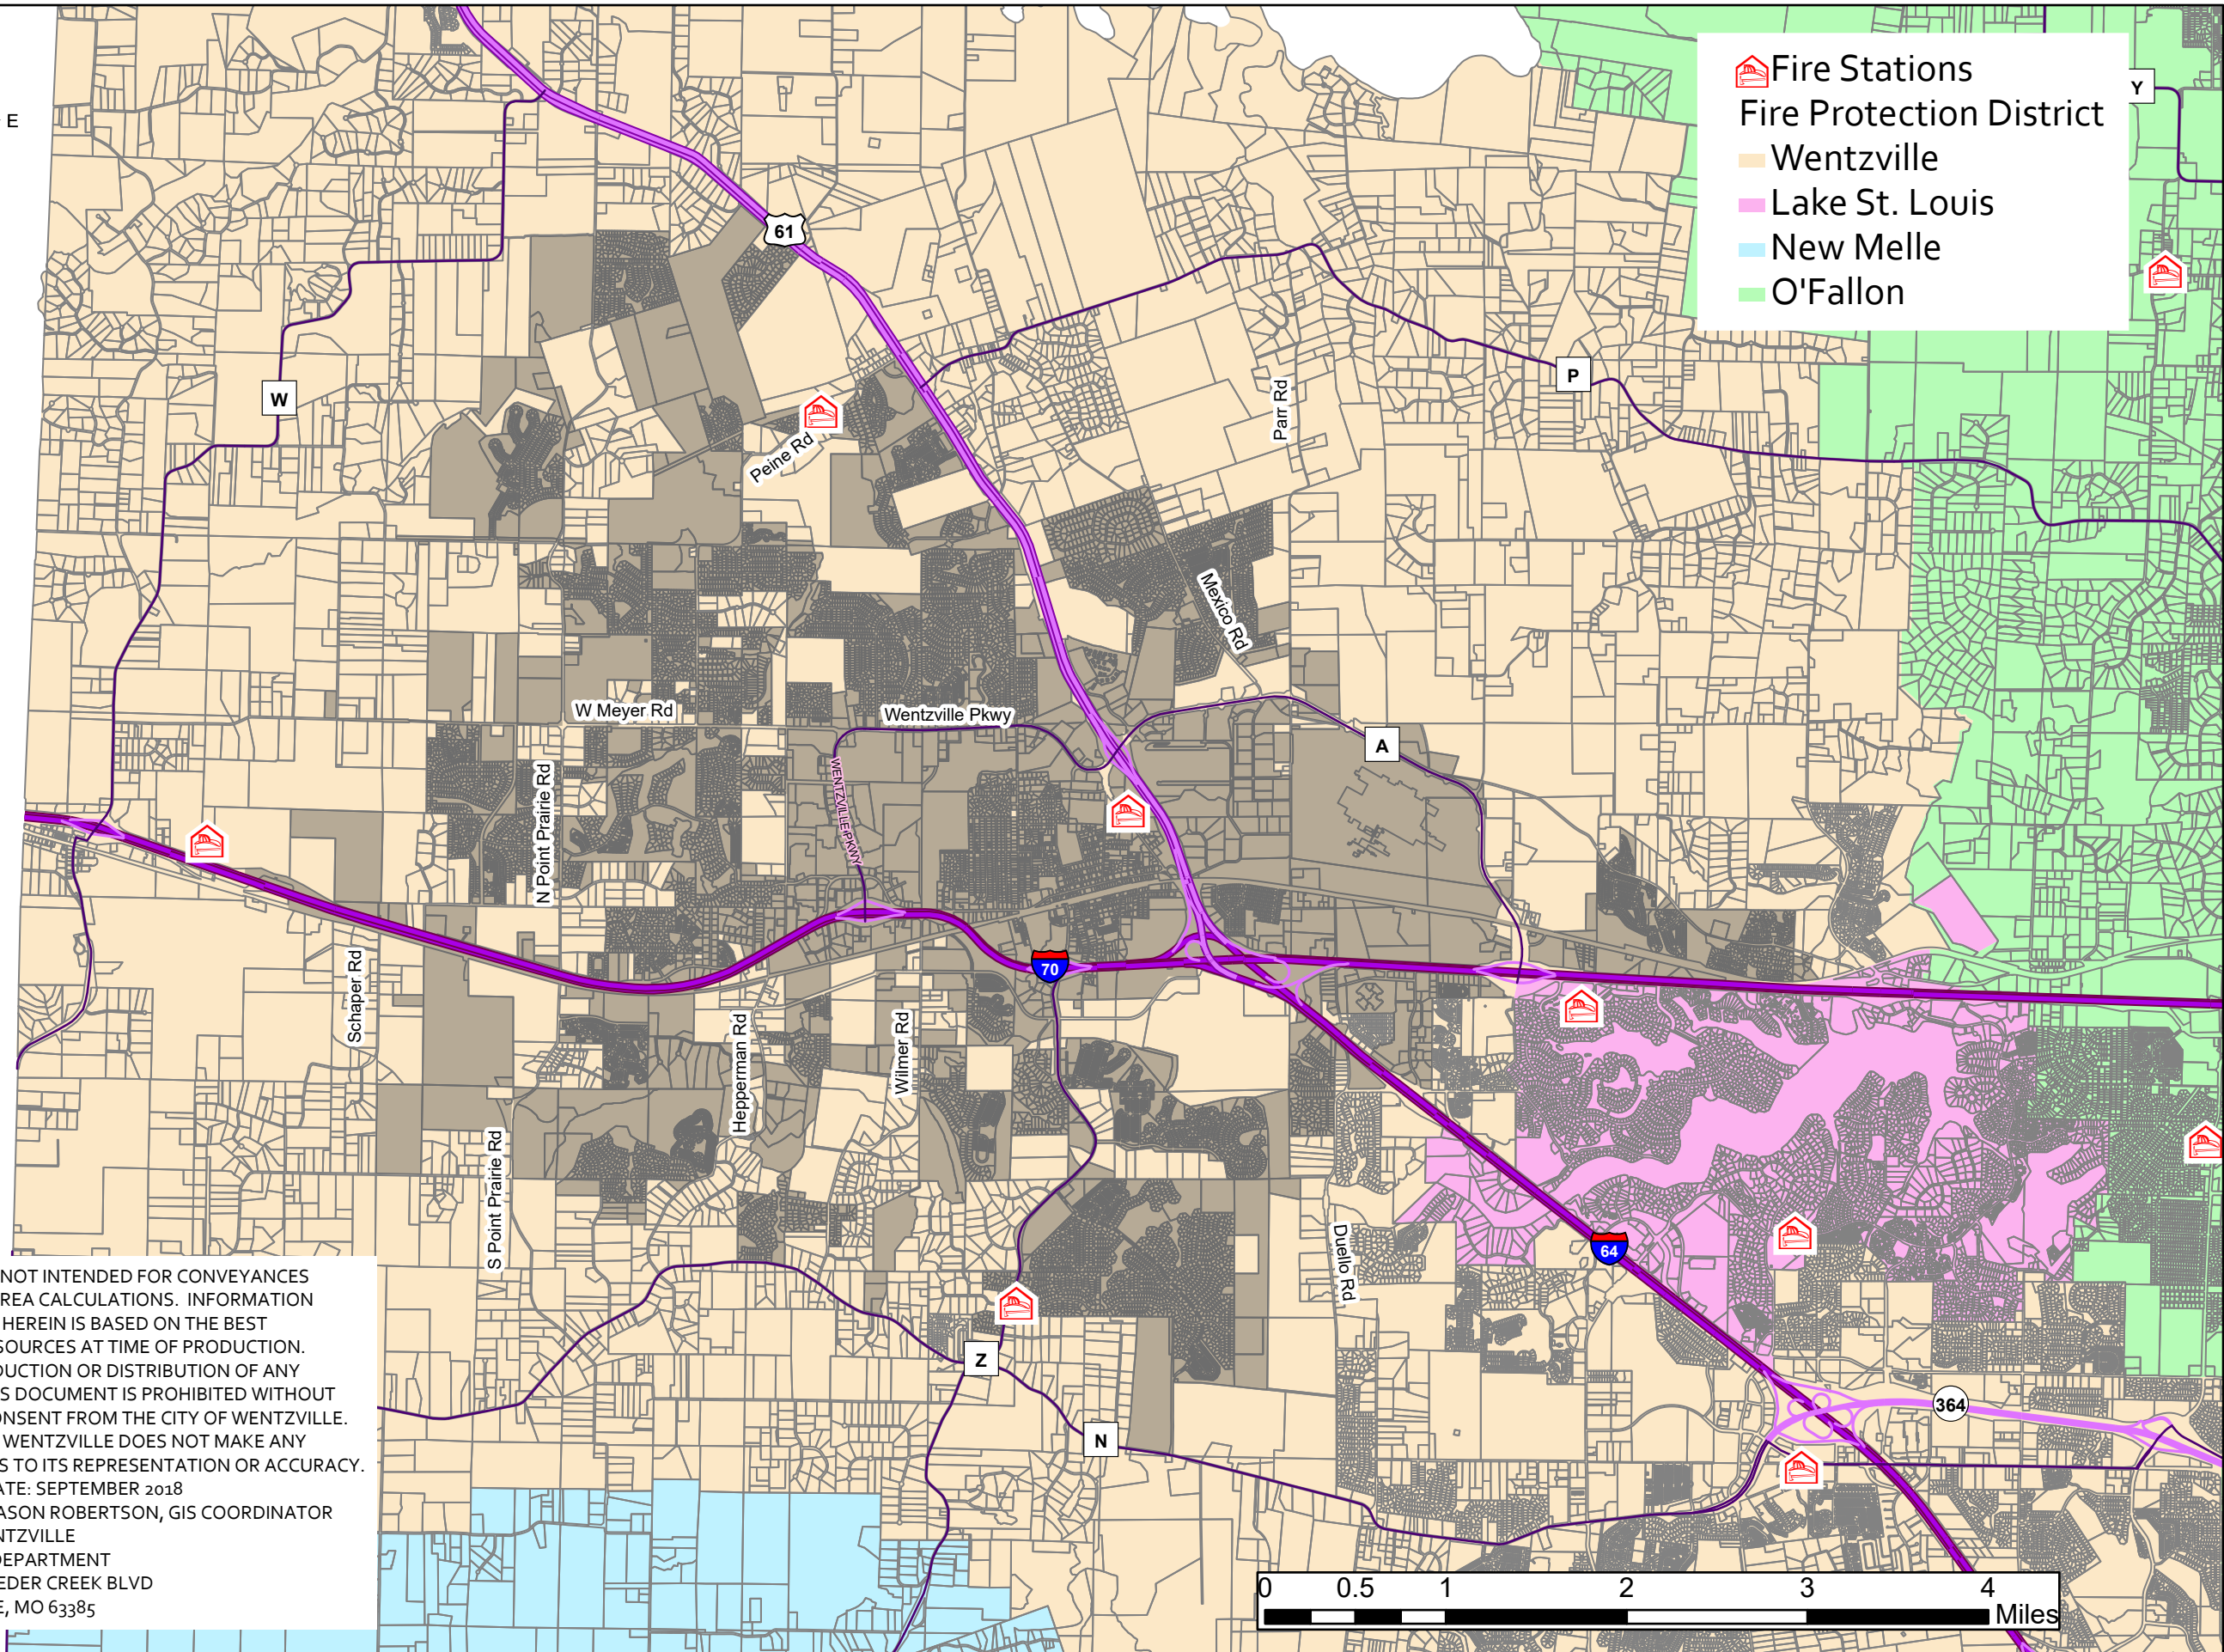 Fire Stations
Fire Protection District
Wentzville
Lake St. Louis
New Melle
O'Fallon
Y
E
61
W
P
Parr Rd
Peine Rd
Mexico Rd
W Meyer Rd
Wentzville Pkwy
A
WENTZVILLE PKWY
N Point Prairie Rd
70
Schaper Rd
Hepperman Rd
Wilmer Rd
S Point Prairie Rd
Duello Rd
64
Z
364
N
NOT INTENDED FOR CONVEYANCES
REA CALCULATIONS. INFORMATION
HEREIN IS BASED ON THE BEST
SOURCES AT TIME OF PRODUCTION.
DUCTION OR DISTRIBUTION OF ANY
S DOCUMENT IS PROHIBITED WITHOUT
ONSENT FROM THE CITY OF WENTZVILLE.
WENTZVILLE DOES NOT MAKE ANY
S TO ITS REPRESENTATION OR ACCURACY.
ATE: SEPTEMBER 2018
ASON ROBERTSON, GIS COORDINATOR
NTZVILLE
DEPARTMENT
EDER CREEK BLVD
E, MO 63385
0 0.5 1 2 3 4
Miles